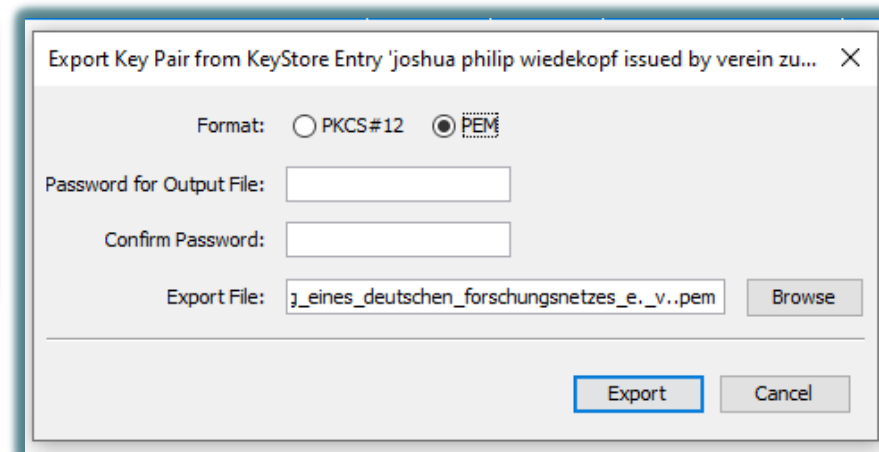 Export Key Pair from KeyStore Entry 'joshua philip wiedekopf issued by verein zu...
Format: PKCS#12 PEM
Password for Output File:
Confirm Password:
Export File: g_eines_deutschen_forschungsnetzes_e._v..pem Browse
Export Cancel